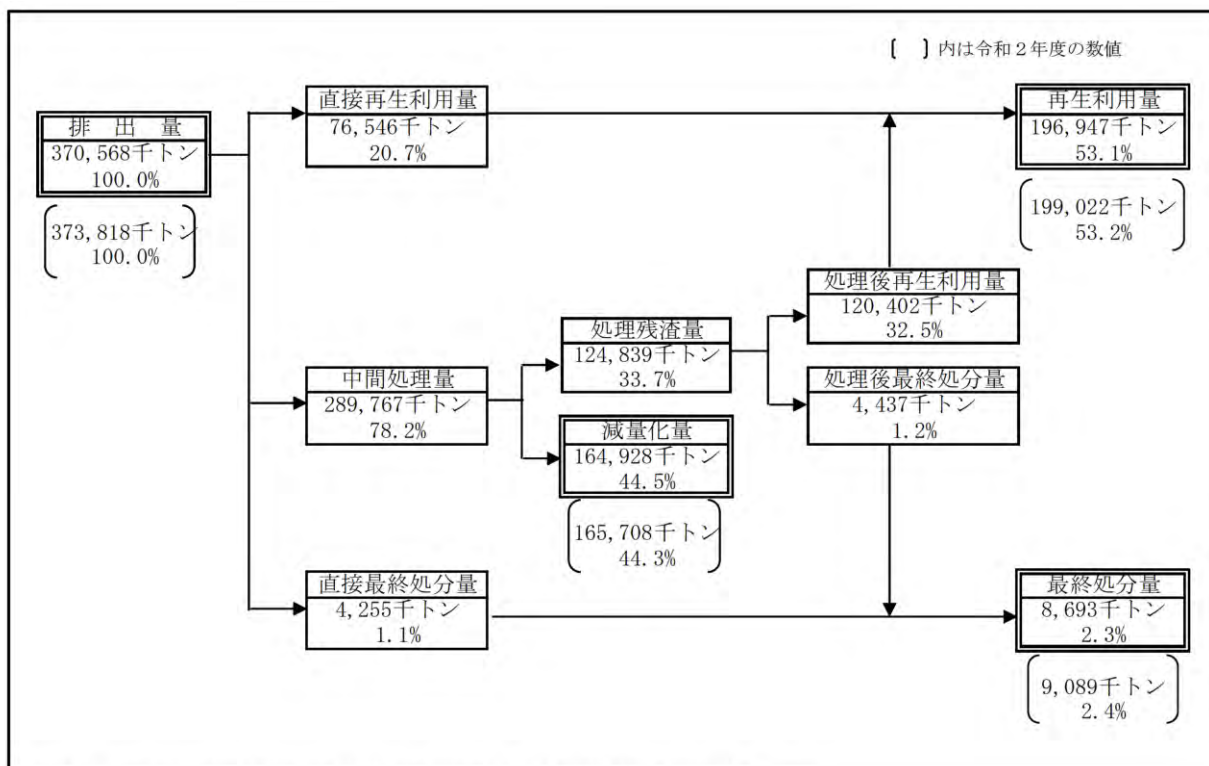 〔　〕内は令和２年度の数値
排　出　量
370,568千トン
100.0%
373,818千トン
100.0%
直接再生利用量
76,546千トン
20.7%
再生利用量
196,947千トン
53.1%
199,022千トン
53.2%
中間処理量
289,767千トン
78.2%
処理残渣量
124,839千トン
33.7%
減量化量
164,928千トン
44.5%
165,708千トン
44.3%
処理後再生利用量
120,402千トン
32.5%
処理後最終処分量
4,437千トン
1.2%
直接最終処分量
4,255千トン
1.1%
最終処分量
8,693千トン
2.3%
9,089千トン
2.4%